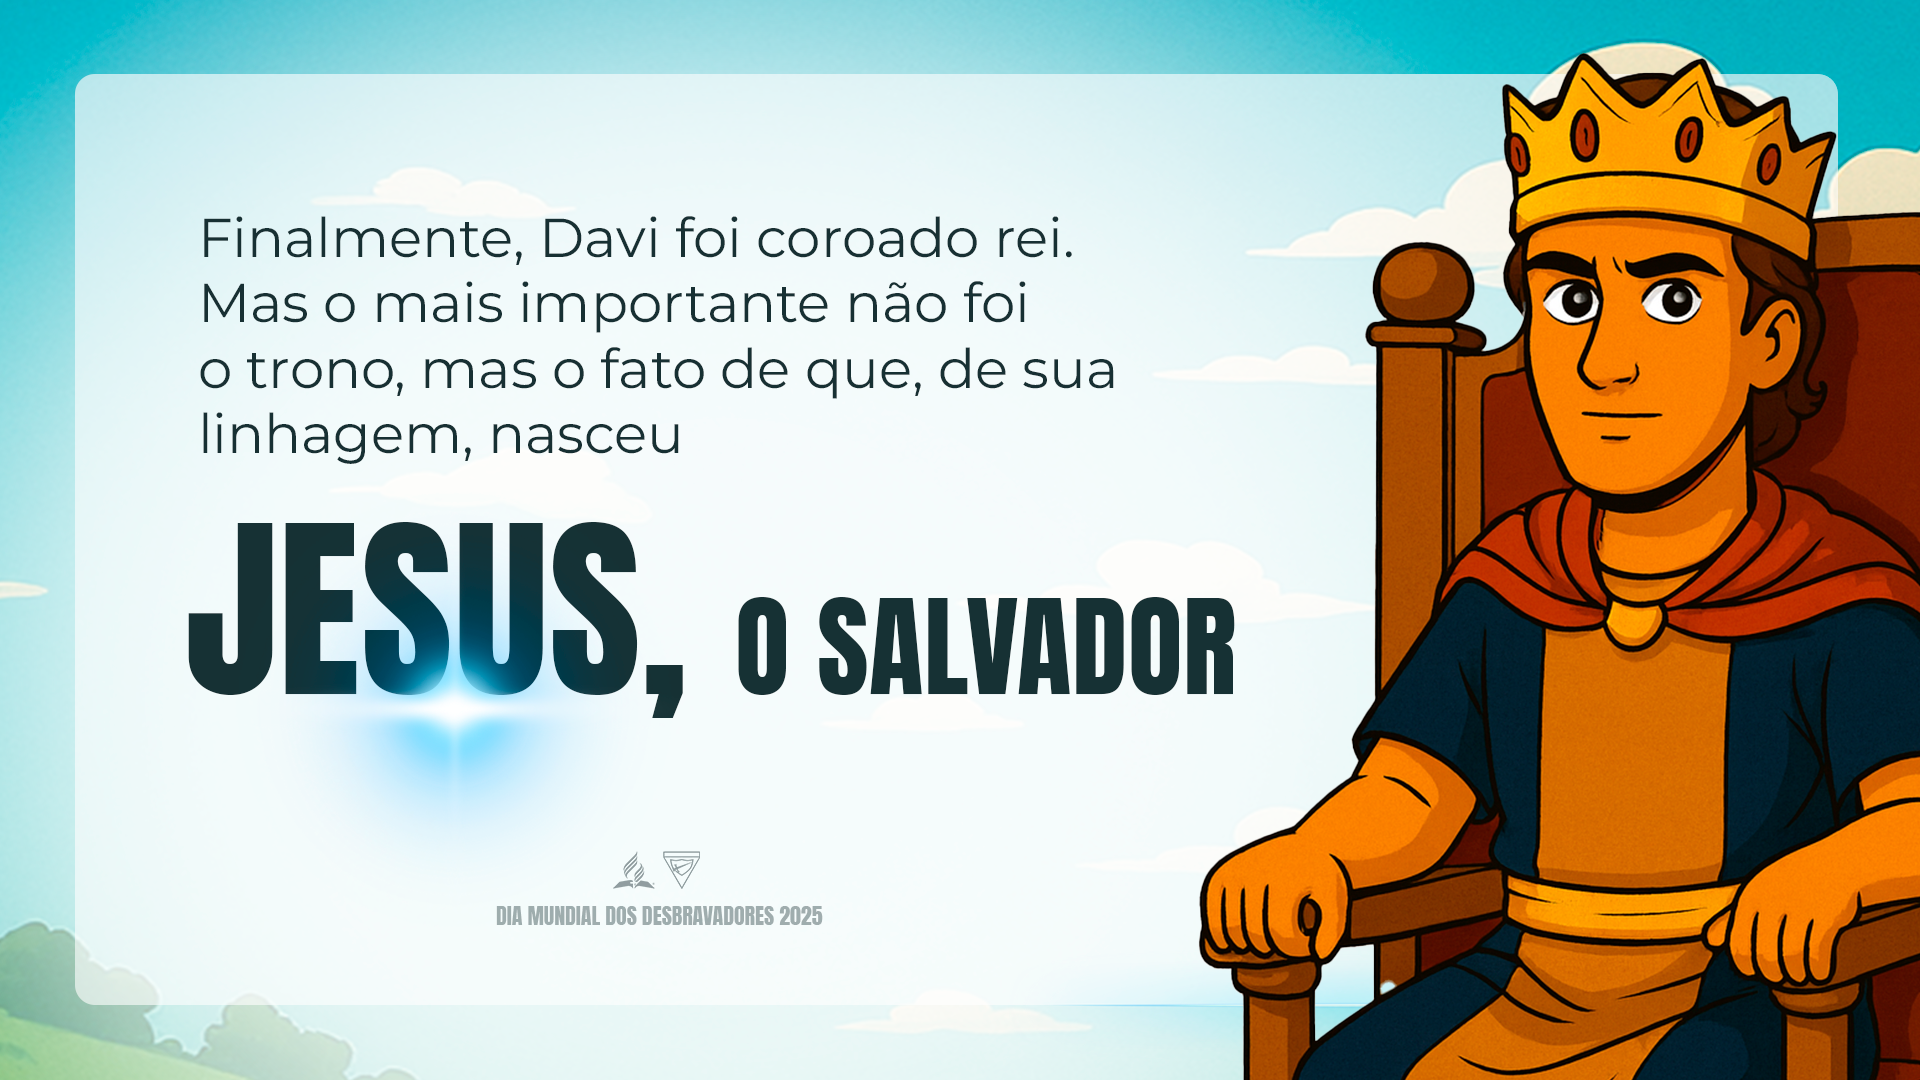 Finalmente, Davi foi coroado rei.
Mas o mais importante não foi
o trono, mas o fato de que, de sua
linhagem, nasceu
JESUS, O SALVADOR
DIA MUNDIAL DOS DESBRAVADORES 2025